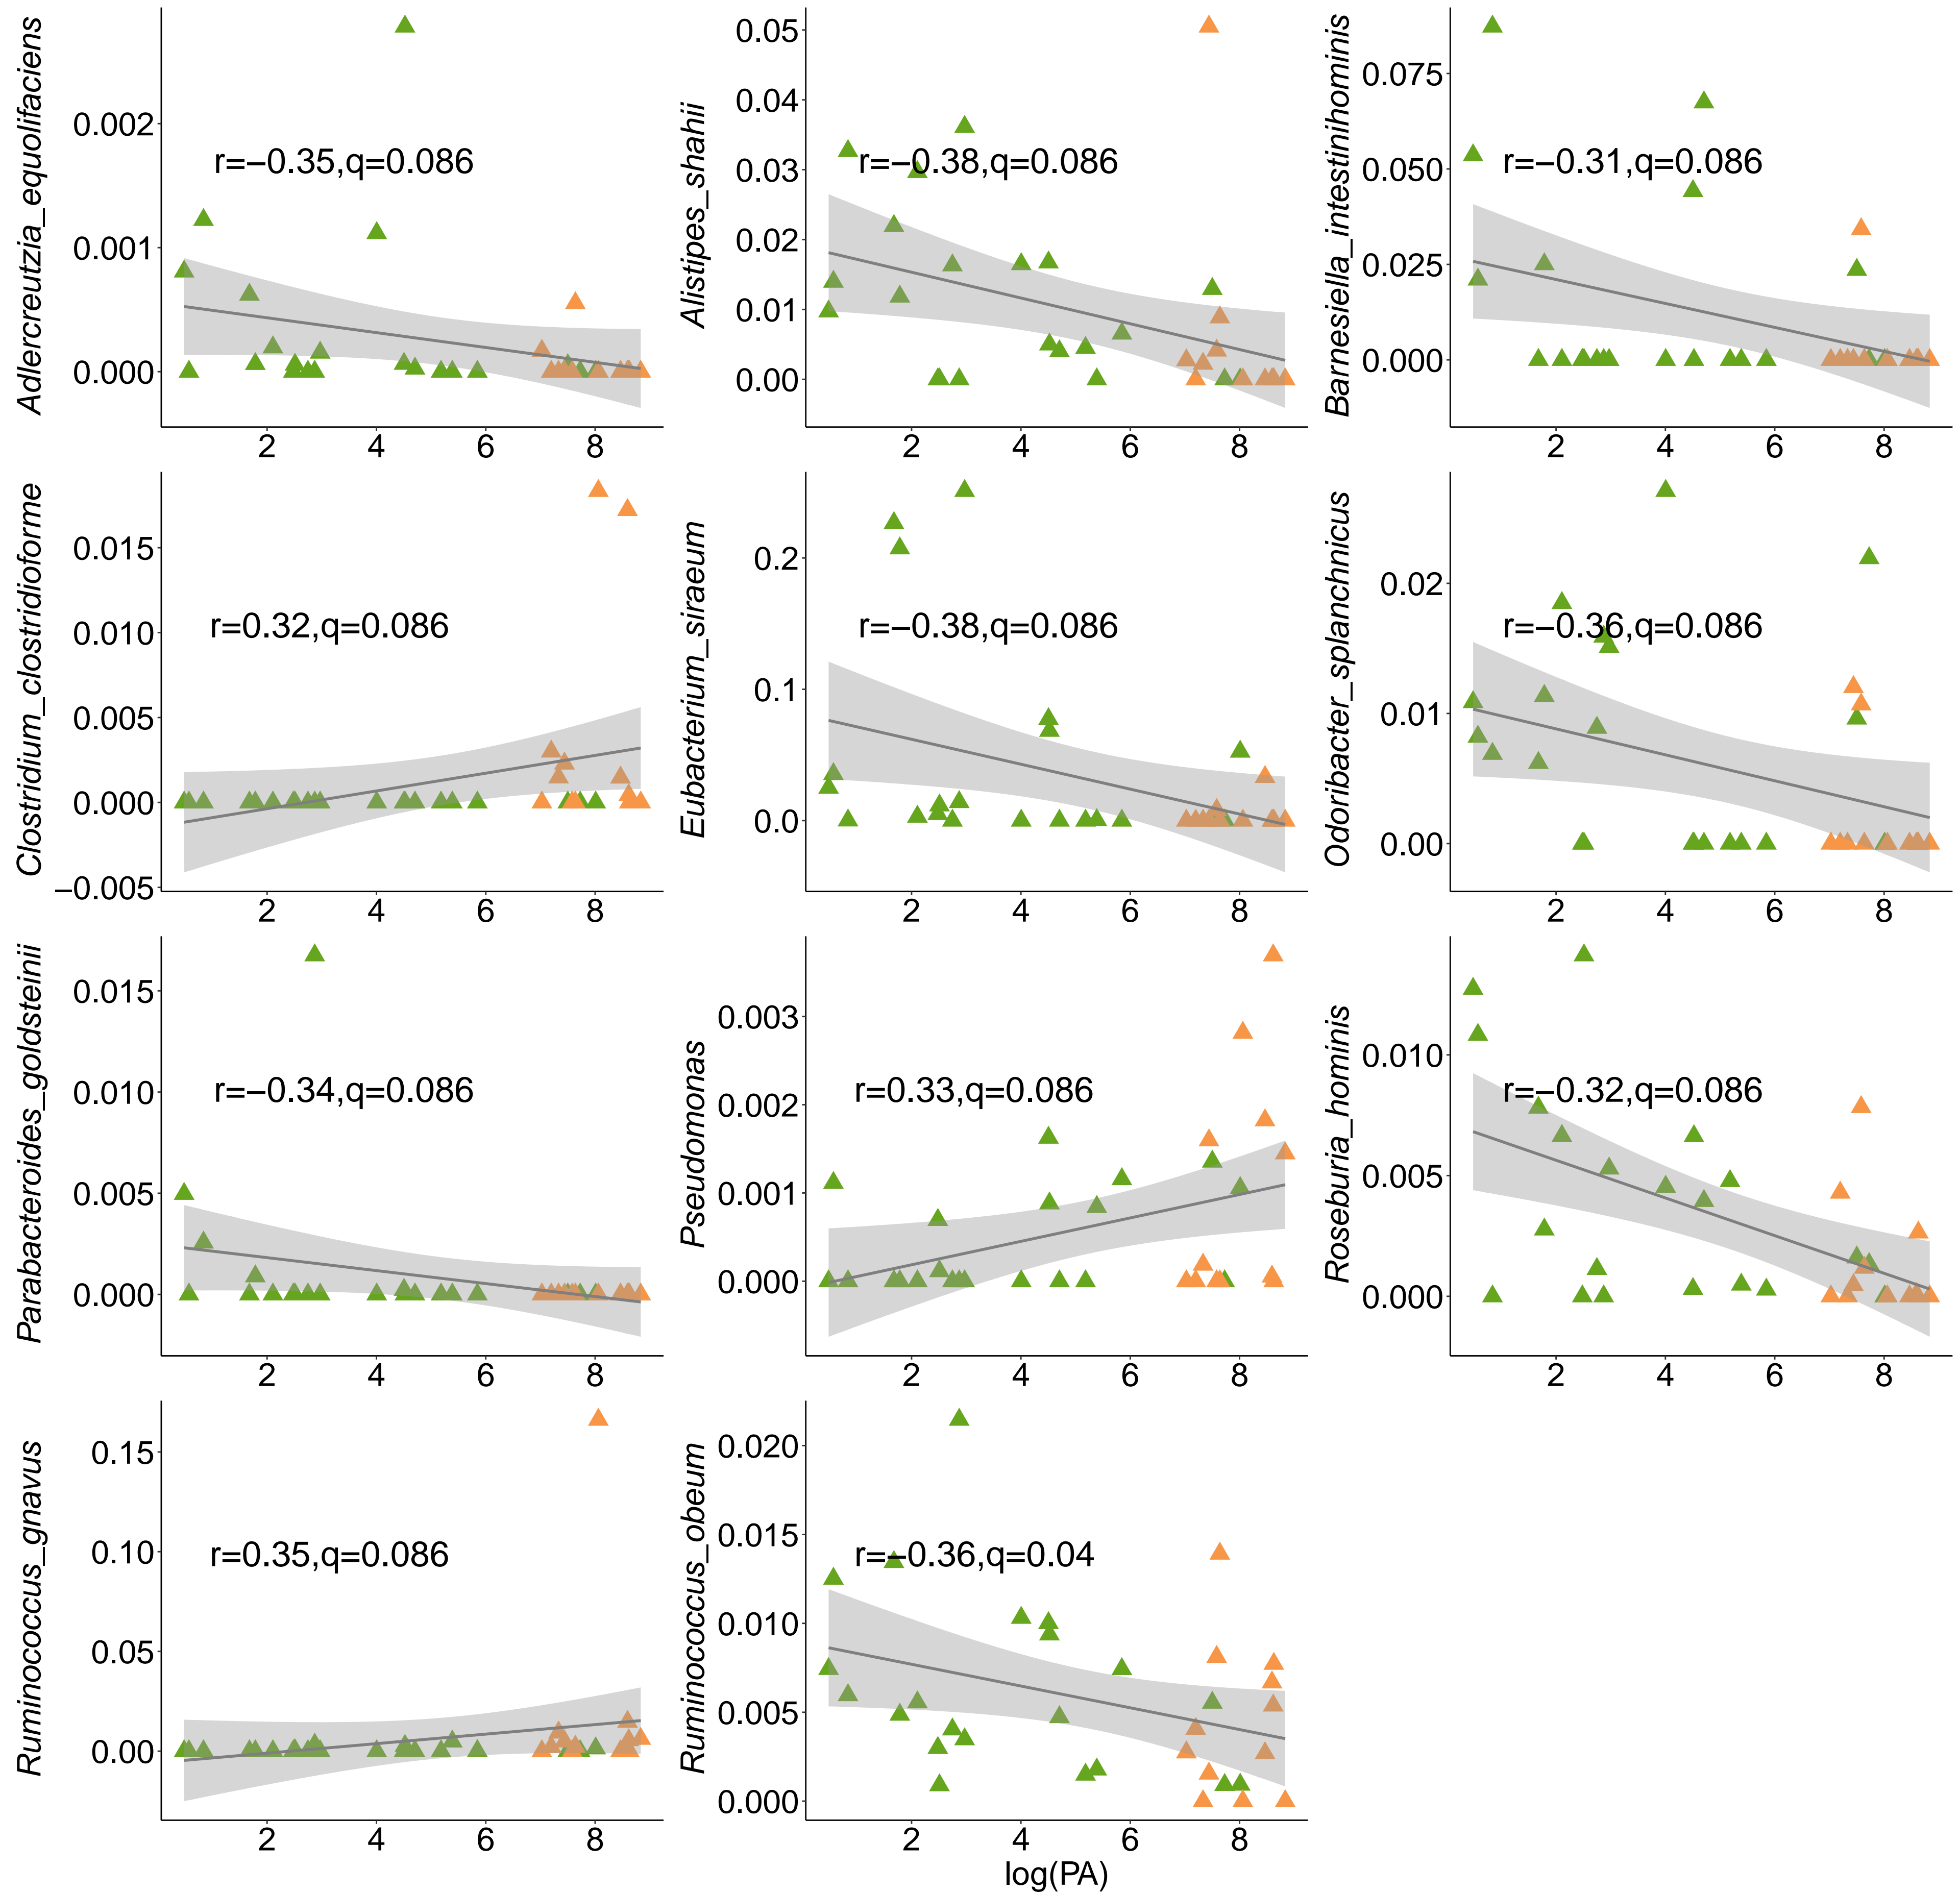 Adlercreutzia_equolifaciens
0.002
0.001
0.000
r=−0.35,q=0.086
2 4 6 8
Alistipes_shahii
0.05
0.04
0.03
0.02
0.01
0.00
r=−0.38,q=0.086
2 4 6 8
Barnesiella_intestinihominis
0.075
0.050
0.025
0.000
r=−0.31,q=0.086
2 4 6 8
Clostridium_clostridioforme
0.015
0.010
0.005
0.000
−0.005
r=0.32,q=0.086
2 4 6 8
Eubacterium_siraeum
0.2
0.1
0.0
r=−0.38,q=0.086
2 4 6 8
Odoribacter_splanchnicus
0.02
0.01
0.00
r=−0.36,q=0.086
2 4 6 8
Parabacteroides_goldsteinii
0.015
0.010
0.005
0.000
r=−0.34,q=0.086
2 4 6 8
Pseudomonas
0.003
0.002
0.001
0.000
r=0.33,q=0.086
2 4 6 8
Roseburia_hominis
0.010
0.005
0.000
r=−0.32,q=0.086
2 4 6 8
Ruminococcus_gnavus
0.15
0.10
0.05
0.00
r=0.35,q=0.086
2 4 6 8
Ruminococcus_obeum
0.020
0.015
0.010
0.005
0.000
r=−0.36,q=0.04
2 4 6 8
log(PA)